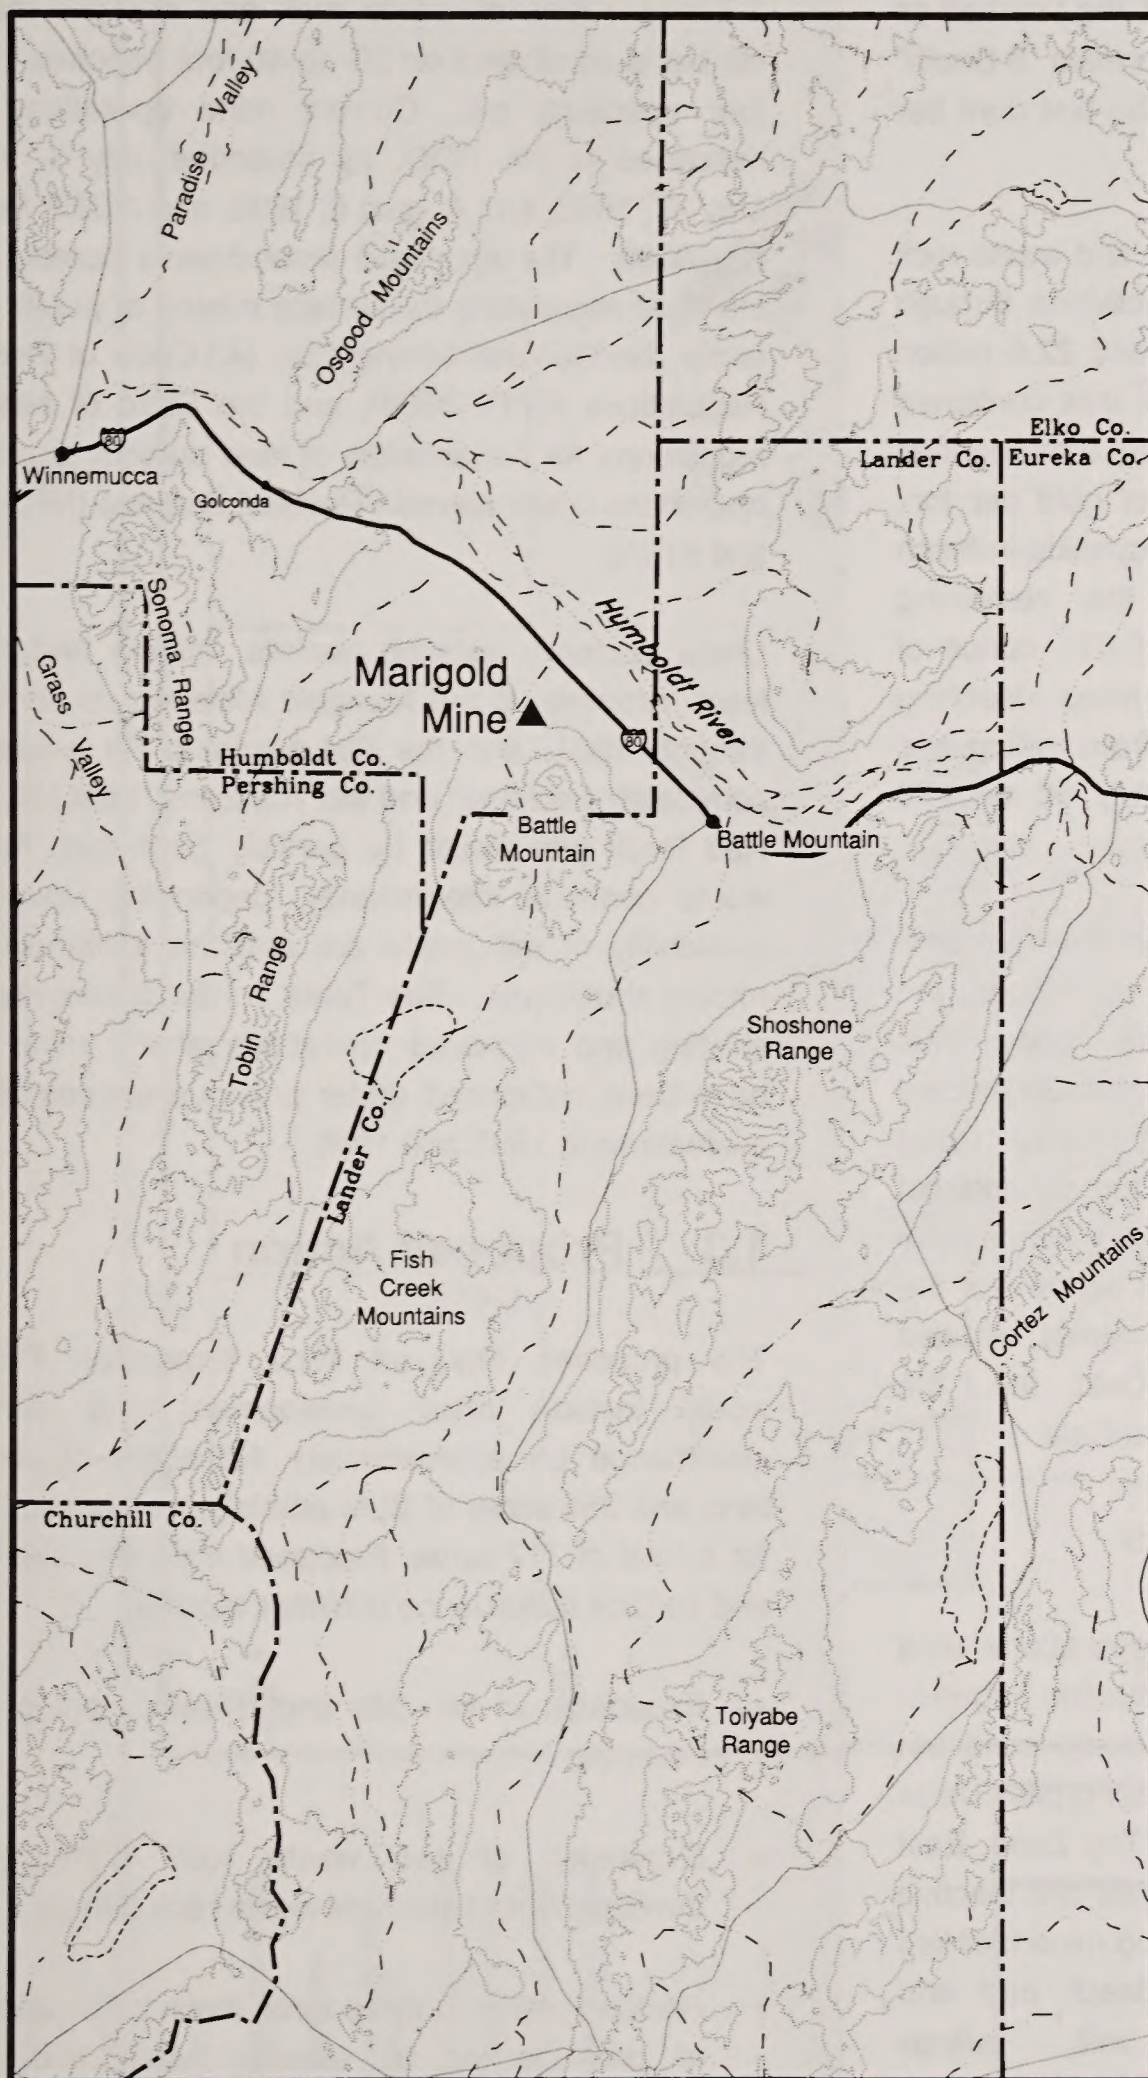 Paradise Valley
Osgood Mountains
80
Winnemucca
Golconda
Elko Co.
Lander Co.
Eureka Co.
Sonoma Range
Grass Valley
Humboldt River
Marigold
Mine
80
Humboldt Co.
Pershing Co.
Battle
Mountain
Battle Mountain
Tobin Range
Shoshone
Range
Lander Co.
Fish
Creek
Mountains
Cortez Mountains
Churchill Co.
Toiyabe
Range